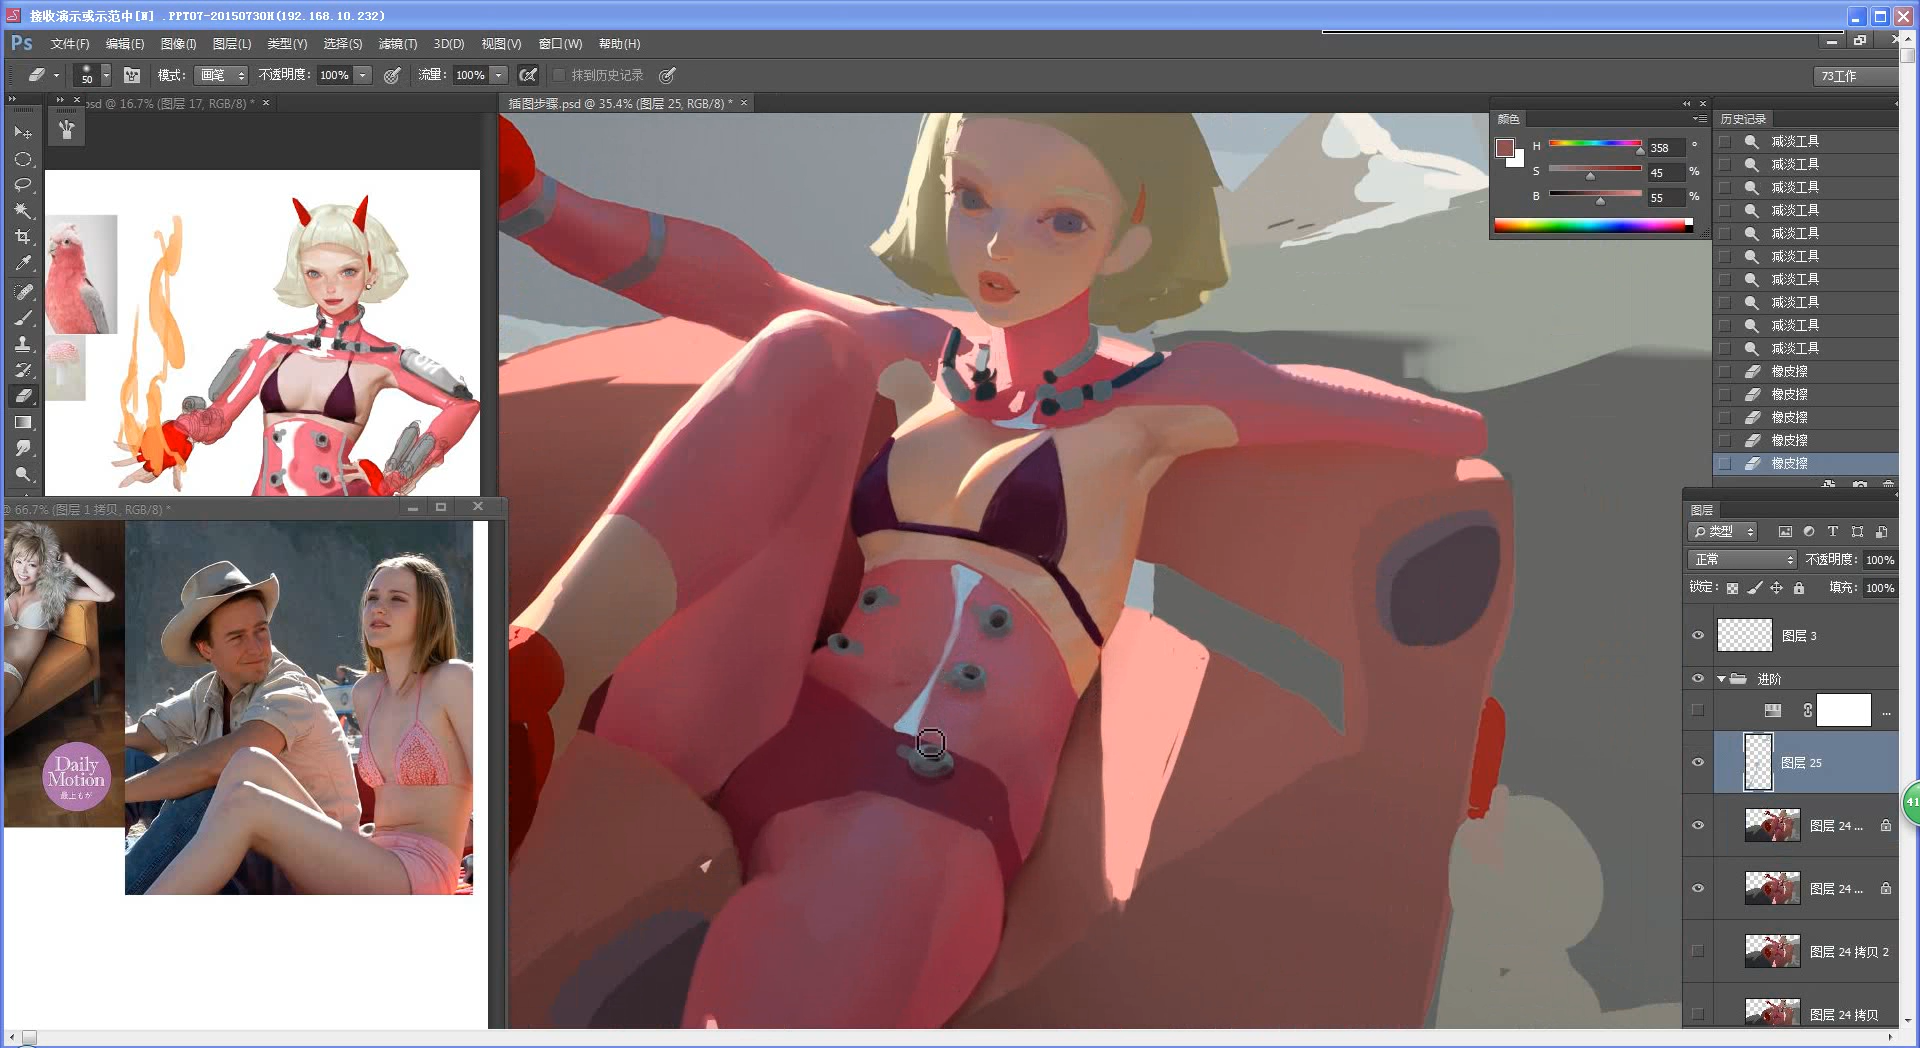 接收演示或示范中[N] .PPT07-20150730H(192.168.10.232)
Ps 文件(F) 编辑(E) 图像(I) 图层(L) 类型(Y) 选择(S) 滤镜(T) 3D(D) 视图(V) 窗口(W) 帮助(H)
50 模式: 画笔 不透明度: 100% 流量: 100% 抹到历史记录 73工作
psd @ 16.7% (图层 17, RGB/8) * ×
插图步骤.psd @ 35.4% (图层 25, RGB/8) * ×
颜色
H 358 °
S 45 %
B 55 %
历史记录
减淡工具
减淡工具
减淡工具
减淡工具
减淡工具
减淡工具
减淡工具
减淡工具
减淡工具
减淡工具
橡皮擦
橡皮擦
橡皮擦
橡皮擦
橡皮擦
@ 66.7% (图层 1 拷贝, RGB/8) *
Daily
Motion
最上もが
图层
类型
正常 不透明度: 100%
锁定: 填充: 100%
图层 3
进阶
...
图层 25
图层 24 ...
图层 24 ...
图层 24 拷贝 2
图层 24 拷贝
41